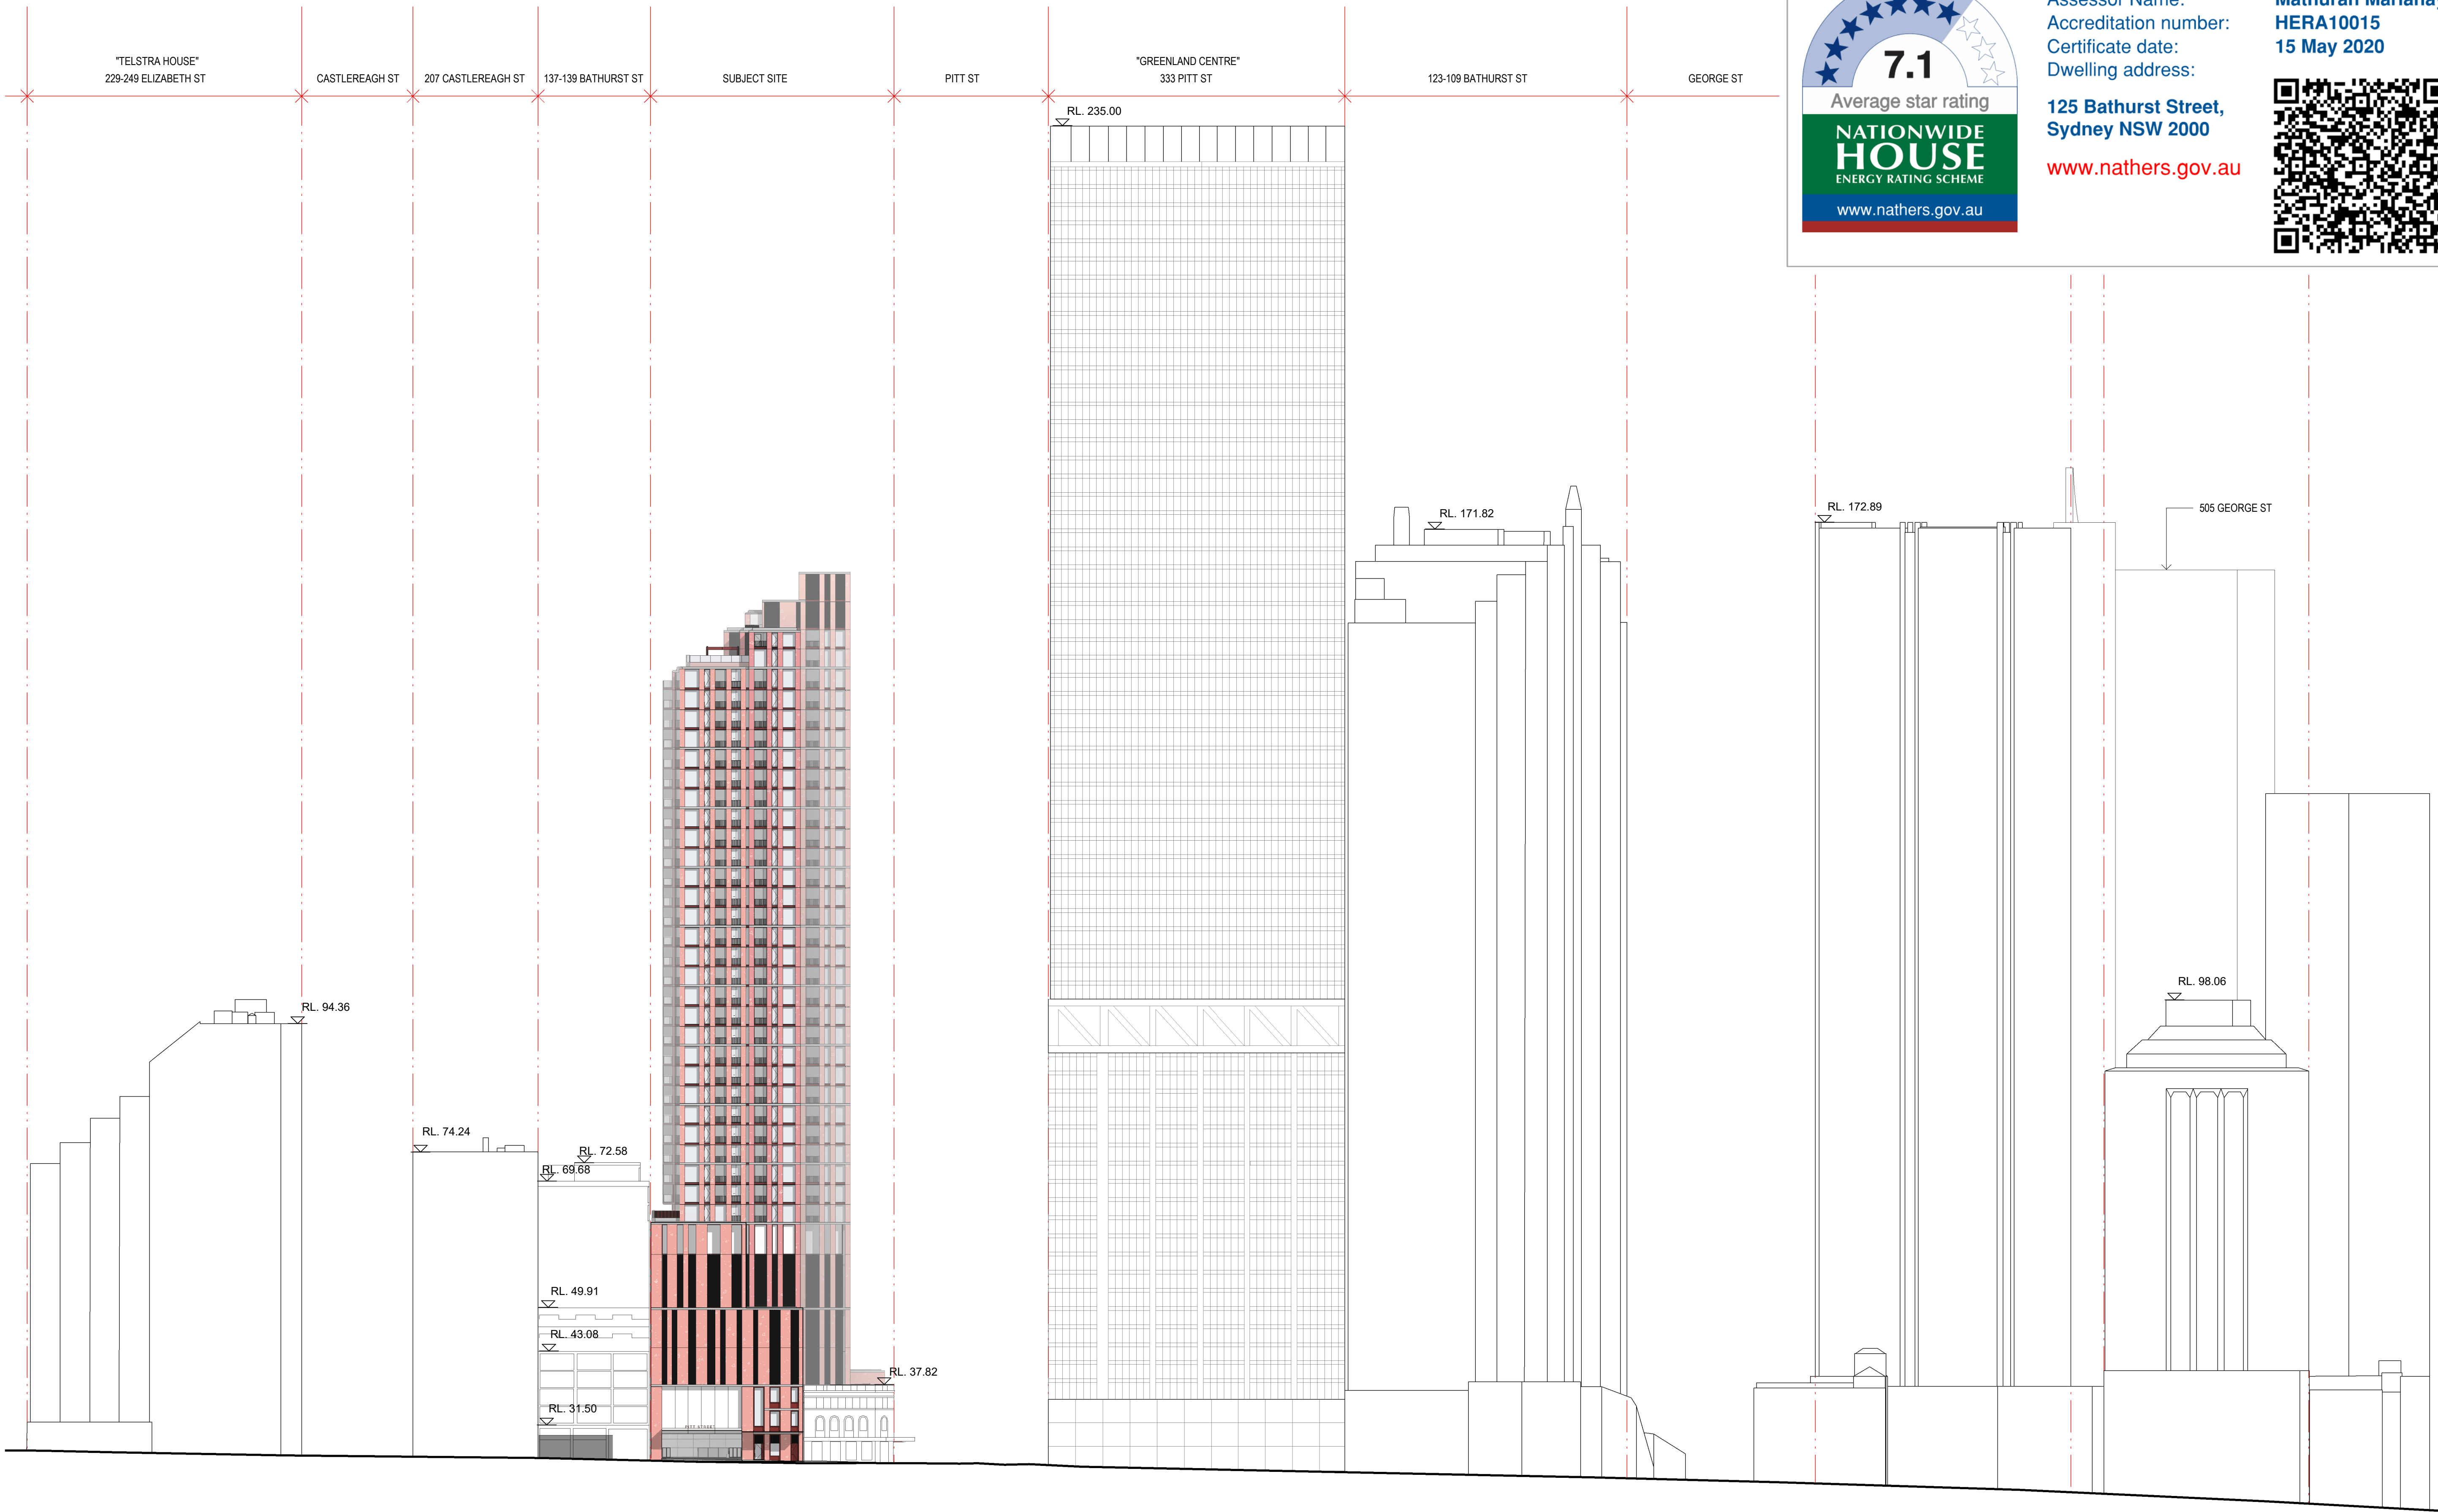 "TELSTRA HOUSE"
229-249 ELIZABETH ST
CASTLEREAGH ST
207 CASTLEREAGH ST
137-139 BATHURST ST
SUBJECT SITE
PITT ST
"GREENLAND CENTRE"
333 PITT ST
123-109 BATHURST ST
GEORGE ST
7.1
Average star rating
NATIONWIDE
HOUSE
ENERGY RATING SCHEME
www.nathers.gov.au
Assessor Name:
Accreditation number: HERA10015
Certificate date: 15 May 2020
Dwelling address:
125 Bathurst Street,
Sydney NSW 2000
www.nathers.gov.au
RL. 235.00
RL. 171.82
RL. 172.89
505 GEORGE ST
RL. 98.06
RL. 94.36
RL. 74.24
RL. 72.58
RL. 69.68
RL. 49.91
RL. 43.08
RL. 37.82
RL. 31.50
PITT STREET